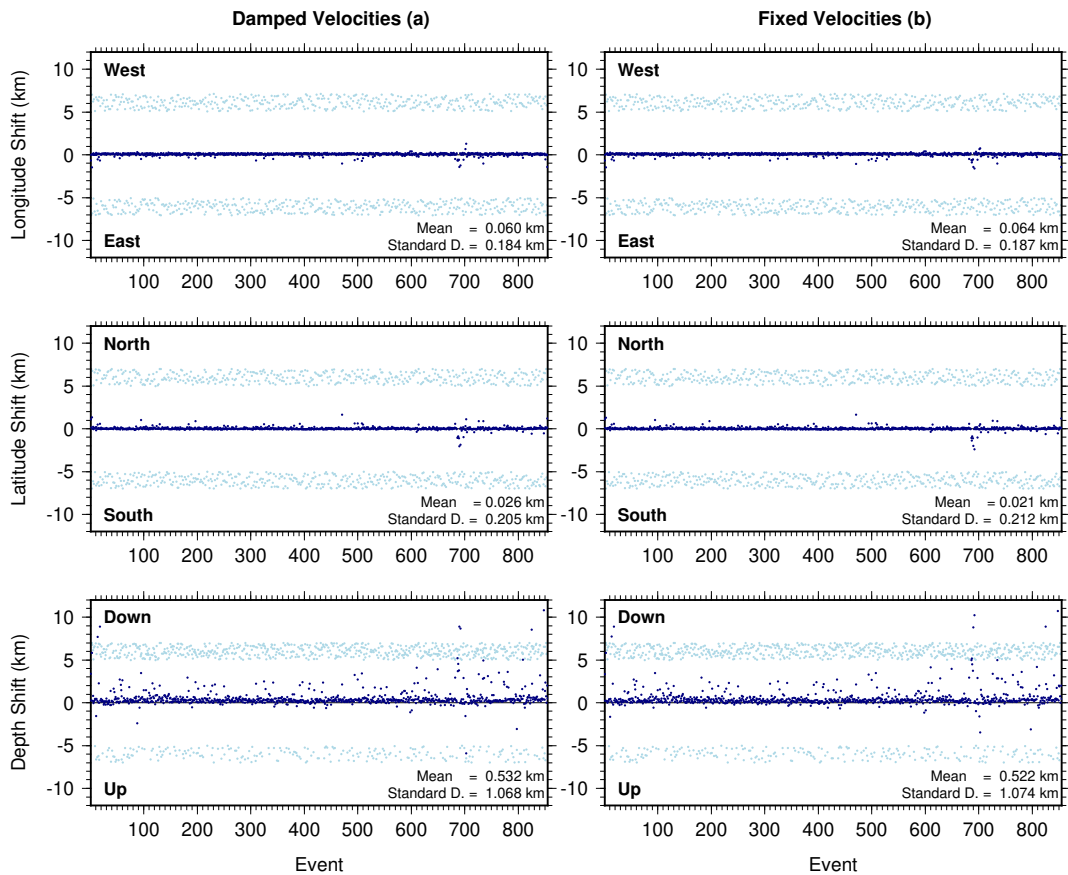 Damped Velocities (a)
Fixed Velocities (b)
Longitude Shift (km)
10
5
0
-5
-10
West
East
Mean = 0.060 km
Standard D. = 0.184 km
100 200 300 400 500 600 700 800
10
5
0
-5
-10
West
East
Mean = 0.064 km
Standard D. = 0.187 km
100 200 300 400 500 600 700 800
Latitude Shift (km)
10
5
0
-5
-10
North
South
Mean = 0.026 km
Standard D. = 0.205 km
100 200 300 400 500 600 700 800
10
5
0
-5
-10
North
South
Mean = 0.021 km
Standard D. = 0.212 km
100 200 300 400 500 600 700 800
Depth Shift (km)
10
5
0
-5
-10
Down
Up
Mean = 0.532 km
Standard D. = 1.068 km
100 200 300 400 500 600 700 800
Event
10
5
0
-5
-10
Down
Up
Mean = 0.522 km
Standard D. = 1.074 km
100 200 300 400 500 600 700 800
Event